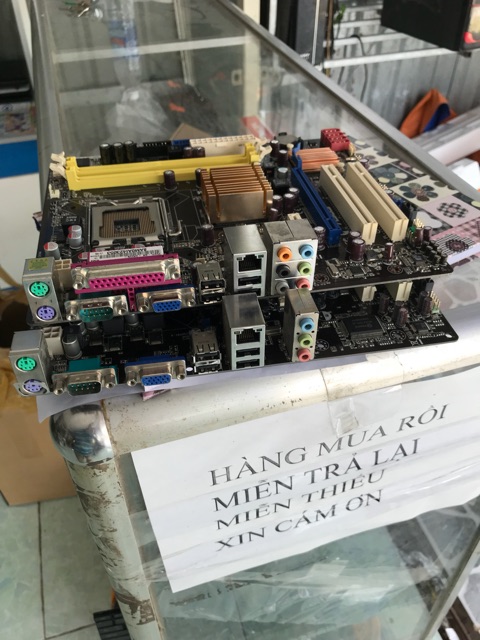 HÀNG MUA RỒI
MIỄN TRẢ LẠI
MIỄN THIẾU
XIN CẢM ƠN